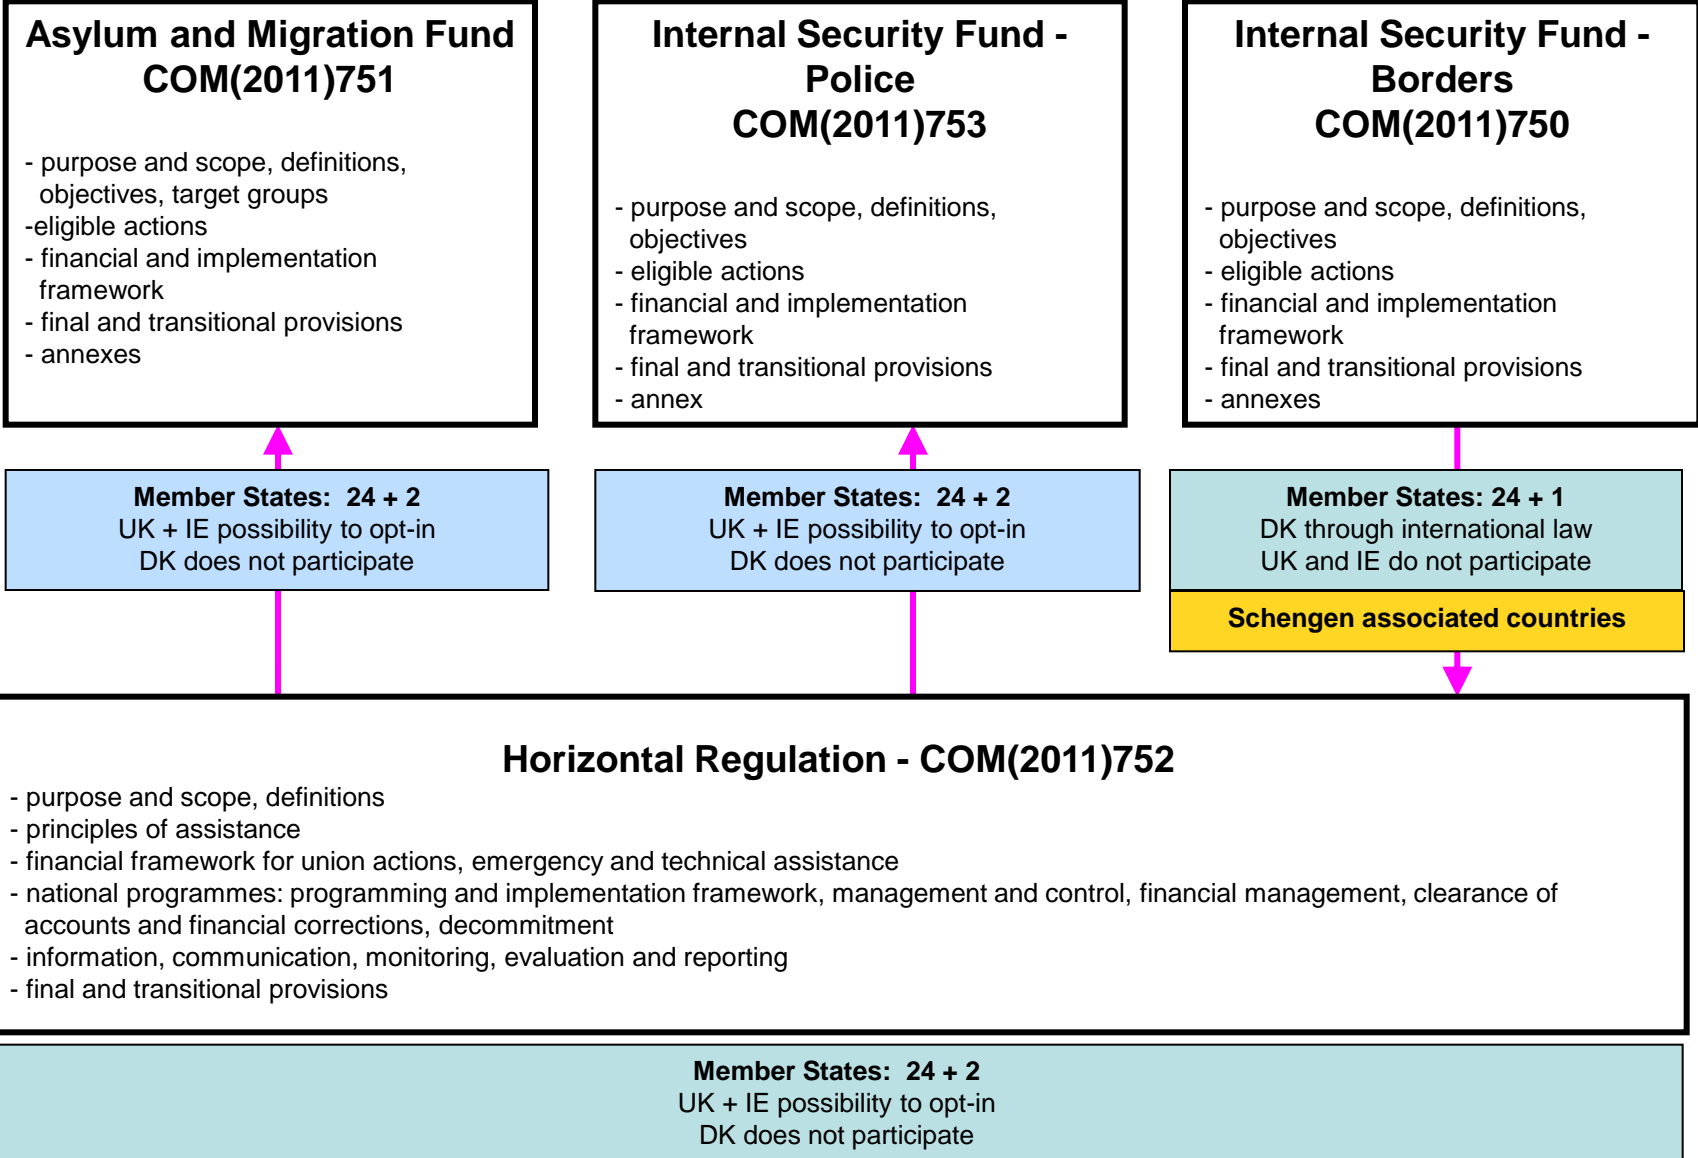 Asylum and Migration Fund
COM(2011)751
- purpose and scope, definitions,
objectives, target groups
-eligible actions
- financial and implementation
framework
- final and transitional provisions
- annexes
Internal Security Fund -
Police
COM(2011)753
- purpose and scope, definitions,
objectives
- eligible actions
- financial and implementation
framework
- final and transitional provisions
- annex
Internal Security Fund -
Borders
COM(2011)750
- purpose and scope, definitions,
objectives
- eligible actions
- financial and implementation
framework
- final and transitional provisions
- annexes
Member States: 24 + 2
UK + IE possibility to opt-in
DK does not participate
Member States: 24 + 2
UK + IE possibility to opt-in
DK does not participate
Member States: 24 + 1
DK through international law
UK and IE do not participate
Schengen associated countries
Horizontal Regulation - COM(2011)752
- purpose and scope, definitions
- principles of assistance
- financial framework for union actions, emergency and technical assistance
- national programmes: programming and implementation framework, management and control, financial management, clearance of
accounts and financial corrections, decommitment
- information, communication, monitoring, evaluation and reporting
- final and transitional provisions
Member States: 24 + 2
UK + IE possibility to opt-in
DK does not participate